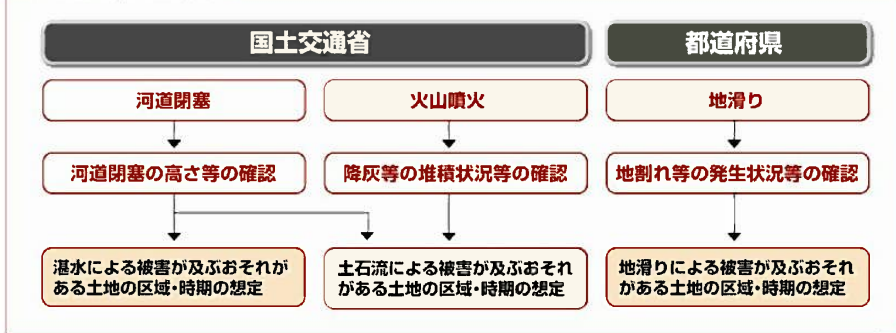 国土交通省
都道府県
河道閉塞
火山噴火
地滑り
河道閉塞の高さ等の確認
降灰等の堆積状況等の確認
地割れ等の発生状況等の確認
湛水による被害が及ぶおそれが
ある土地の区域・時期の想定
土石流による被害が及ぶおそれ
がある土地の区域・時期の想定
地滑りによる被害が及ぶおそれ
がある土地の区域・時期の想定